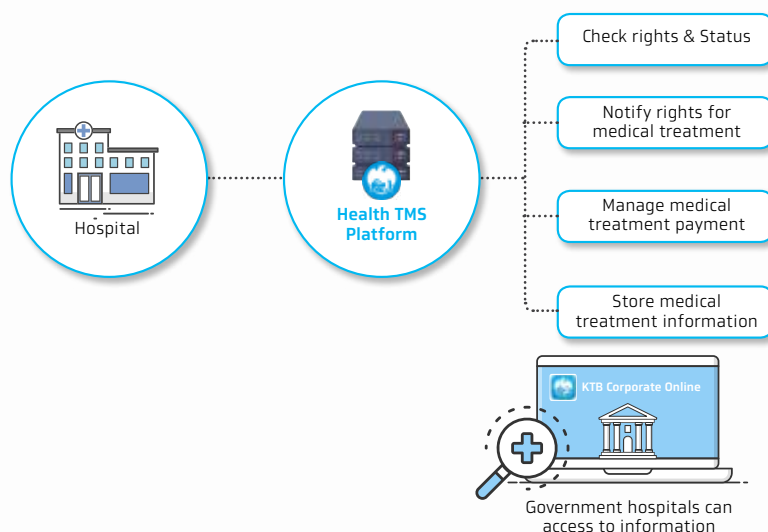 Check rights & Status
Notify rights for
medical treatment
Hospital
Health TMS
Platform
Manage medical
treatment payment
Store medical
treatment information
KTB Corporate Online
Government hospitals can
access to information